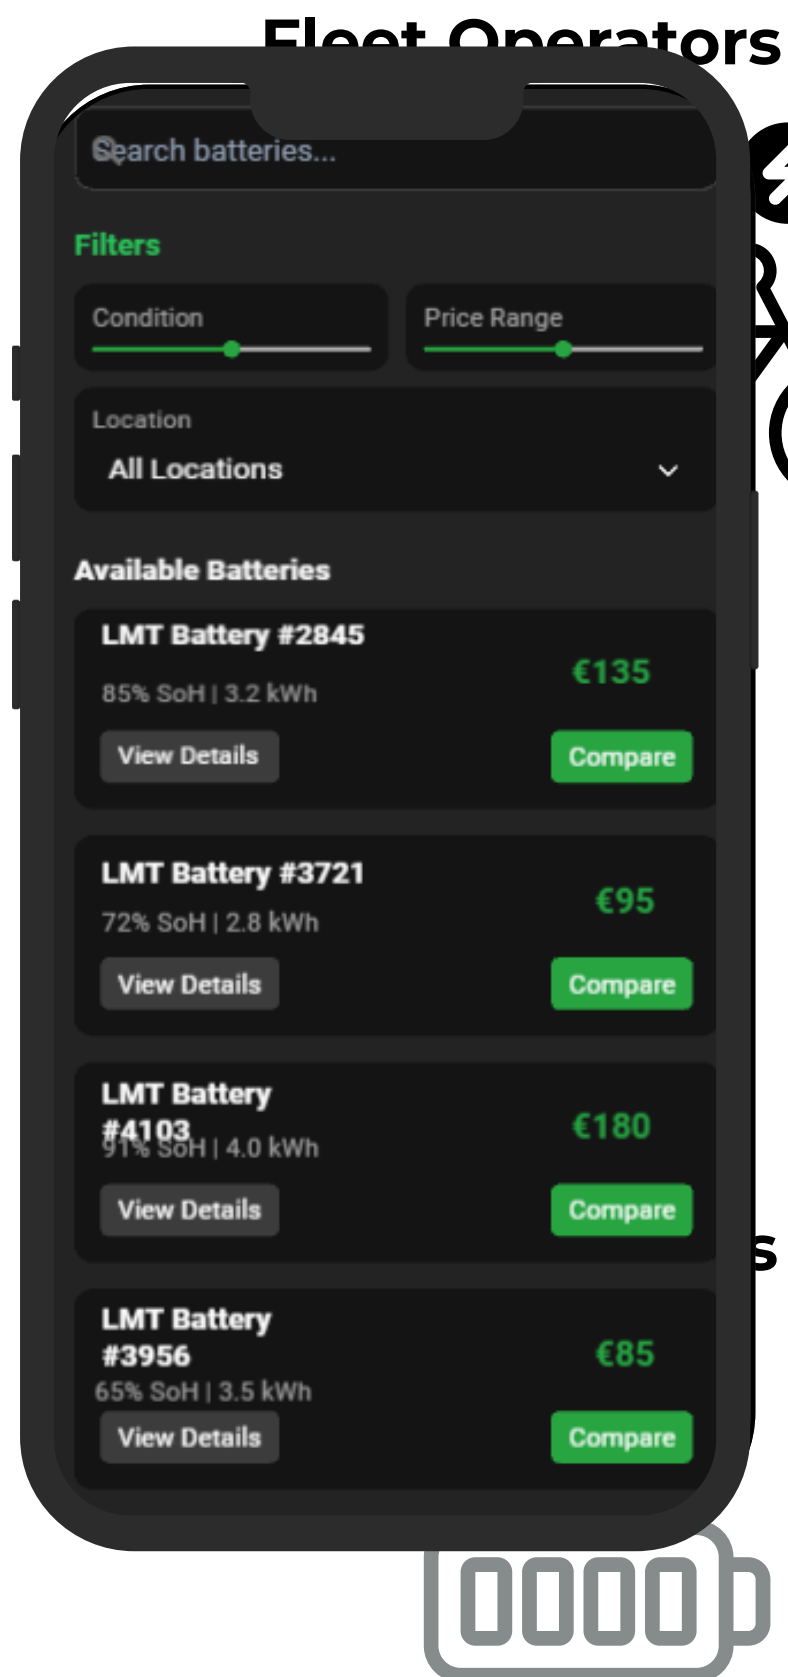 Fleet Operators
Search batteries...
Filters
Condition
Price Range
Location
All Locations
Available Batteries
LMT Battery #2845
€135
85% SoH | 3.2 kWh
View Details
Compare
LMT Battery #3721
€95
72% SoH | 2.8 kWh
View Details
Compare
LMT Battery
#4103
€180
91% SoH | 4.0 kWh
View Details
Compare
LMT Battery
#3956
€85
65% SoH | 3.5 kWh
View Details
Compare